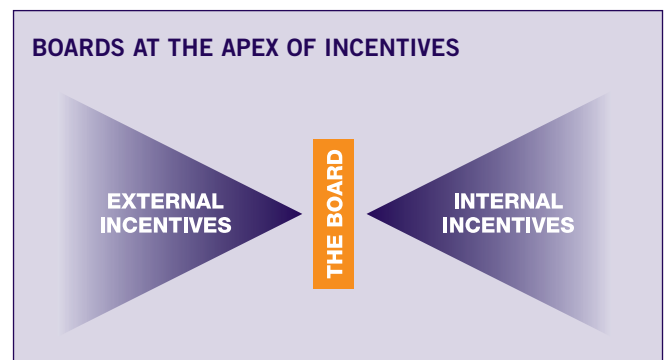 BOARDS AT THE APEX OF INCENTIVES
EXTERNAL
INCENTIVES
THE BOARD
INTERNAL
INCENTIVES